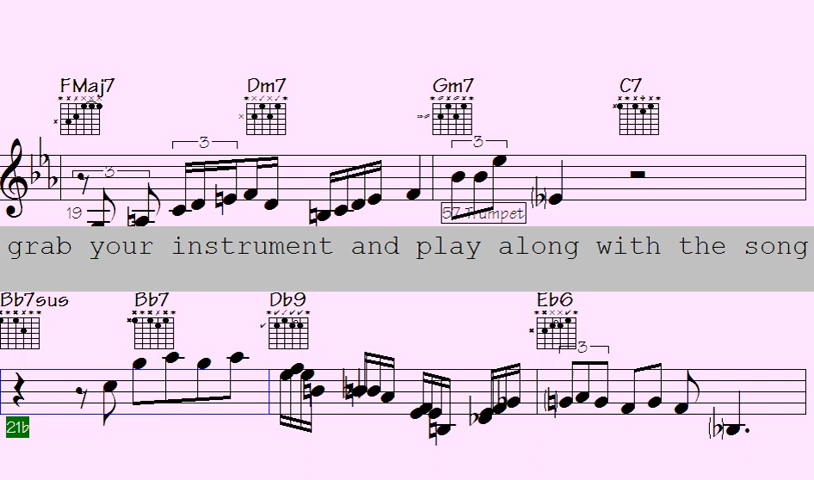 FMaj7 Dm7 Gm7 C7
3 3 3
19 57 Trumpet
grab your instrument and play along with the song
Bb7sus Bb7 Db9 Eb6
3
21b